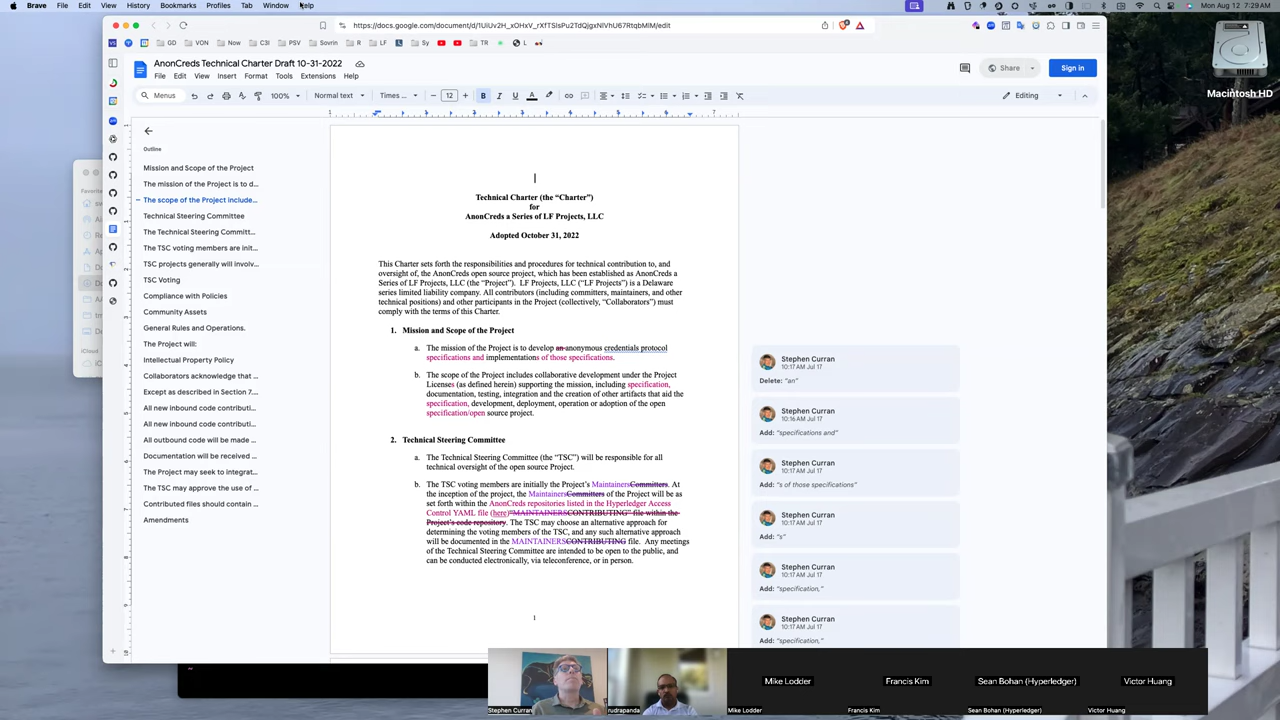 Brave File Edit View History Bookmarks Profiles Tab Window Help
Mon Aug 12 7:29 AM
https://docs.google.com/document/d/
GD VON Now C3I PSV Sovrin R LF 5y TR L
AnonCreds Technical Charter Draft 10-31-2022
File Edit View Insert Format Tools Extensions Help
Share
Sign in
Menus 100% Normal text Times ... 12 B I U A Editing
Macintosh HD
Outline
Mission and Scope of the Project
The mission of the Project is to d...
The scope of the Project include...
Technical Steering Committee
The Technical Steering Committ...
The TSC voting members are init...
TSC projects generally will involv...
TSC Voting
Compliance with Policies
Community Assets
General Rules and Operations.
The Project will:
Intellectual Property Policy
Collaborators acknowledge that ...
Except as described in Section 7...
All new inbound code contributi...
All new inbound code contributi...
All outbound code will be made ...
Documentation will be received ...
The Project may seek to integrat...
The TSC may approve the use of ...
Contributed files should contain ...
Amendments
Technical Charter (the “Charter”)
for
AnonCreds a Series of LF Projects, LLC
Adopted October 31, 2022
This Charter sets forth the responsibilities and procedures for technical contribution to, and
oversight of, the AnonCreds open source project, which has been established as AnonCreds a
Series of LF Projects, LLC (the “Project”). LF Projects, LLC (“LF Projects”) is a Delaware
series limited liability company. All contributors (including committers, maintainers, and other
technical positions) and other participants in the Project (collectively, “Collaborators”) must
comply with the terms of this Charter.
1. Mission and Scope of the Project
a. The mission of the Project is to develop an anonymous credentials protocol
specifications and implementations of those specifications.
b. The scope of the Project includes collaborative development under the Project
Licenses (as defined herein) supporting the mission, including specification,
documentation, testing, integration and the creation of other artifacts that aid the
specification, development, deployment, operation or adoption of the open
specification/open source project.
2. Technical Steering Committee
a. The Technical Steering Committee (the “TSC”) will be responsible for all
technical oversight of the open source Project.
b. The TSC voting members are initially the Project’s MaintainersCommitters. At
the inception of the project, the MaintainersCommitters of the Project will be as
set forth within the AnonCreds repositories listed in the Hyperledger Access
Control YAML file (here)“MAINTAINERSCONTRIBUTING” file within the
Project’s code repository. The TSC may choose an alternative approach for
determining the voting members of the TSC, and any such alternative approach
will be documented in the MAINTAINERSCONTRIBUTING file. Any meetings
of the Technical Steering Committee are intended to be open to the public, and
can be conducted electronically, via teleconference, or in person.
1
Stephen Curran
10:17 AM Jul 17
Delete: “an”
Stephen Curran
10:16 AM Jul 17
Add: “specifications and”
Stephen Curran
10:17 AM Jul 17
Add: “s of those specifications”
Stephen Curran
10:17 AM Jul 17
Add: “s”
Stephen Curran
10:17 AM Jul 17
Add: “specification,”
Stephen Curran
10:17 AM Jul 17
Add: “specification,”
Favorites
iCloud
Mike Lodder
Francis Kim
Sean Bohan (Hyperledger)
Victor Huang
Stephen Curran
rudrapanda
Mike Lodder
Francis Kim
Sean Bohan (Hyperledger)
Victor Huang